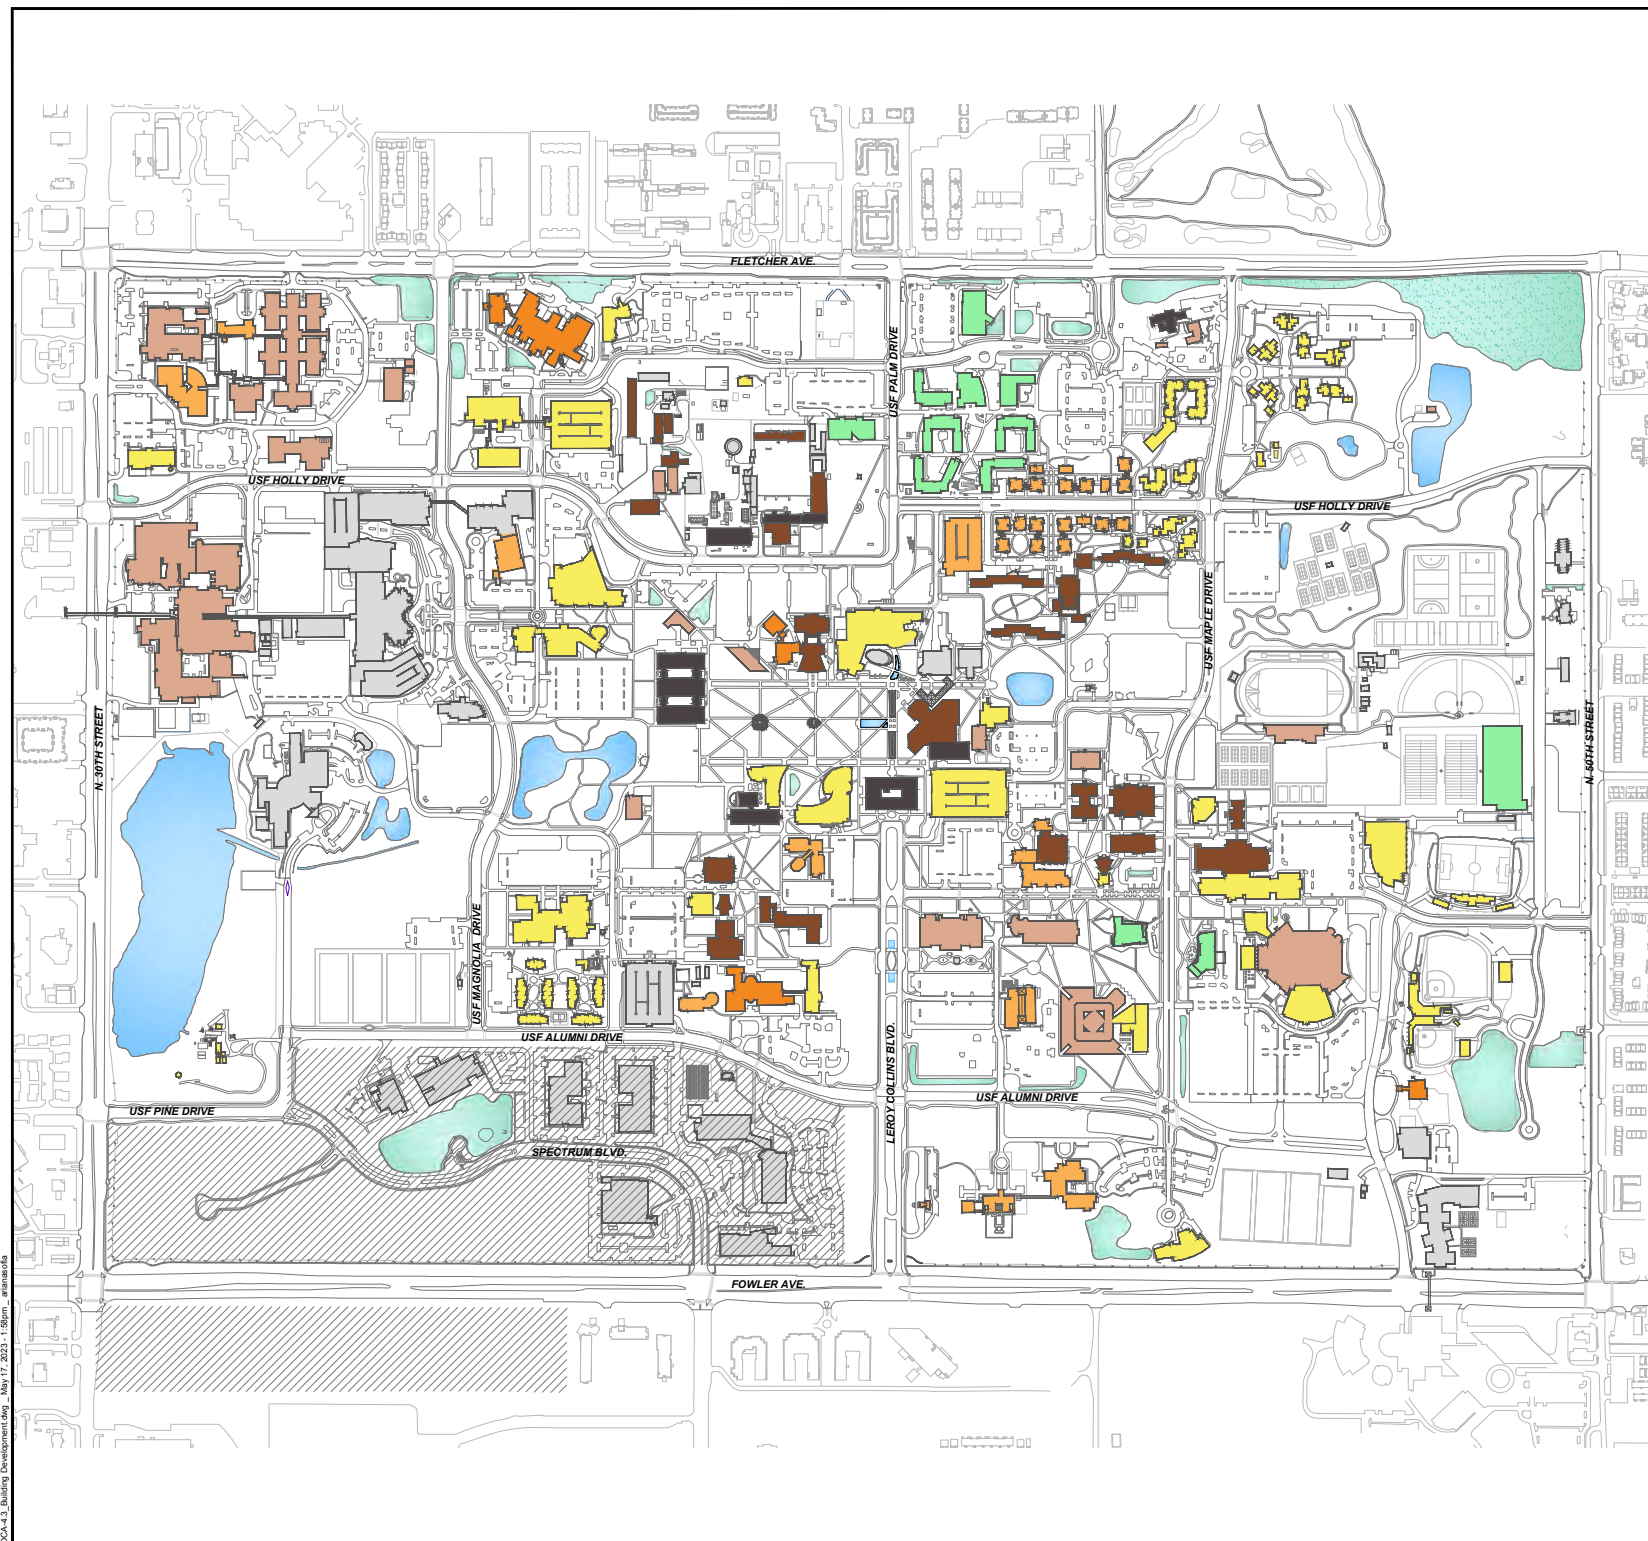 FLETCHER AVE.
USF PALM DRIVE
USF HOLLY DRIVE
USF HOLLY DRIVE
USF MAPLE DRIVE
N. 30TH STREET
N. 50TH STREET
USF MAGNOLIA DRIVE
USF ALUMNI DRIVE
LEROY COLLINS BLVD.
USF ALUMNI DRIVE
USF PINE DRIVE
SPECTRUM BLVD.
FOWLER AVE.
OCA-4.3_Building Development.dwg _ May 17, 2023 - 1:58pm _ arianasofia